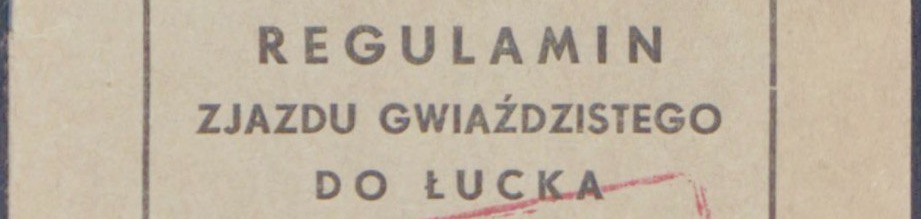 REGULAMIN
ZJAZDU GWIAŹDZISTEGO
DO ŁUCKA